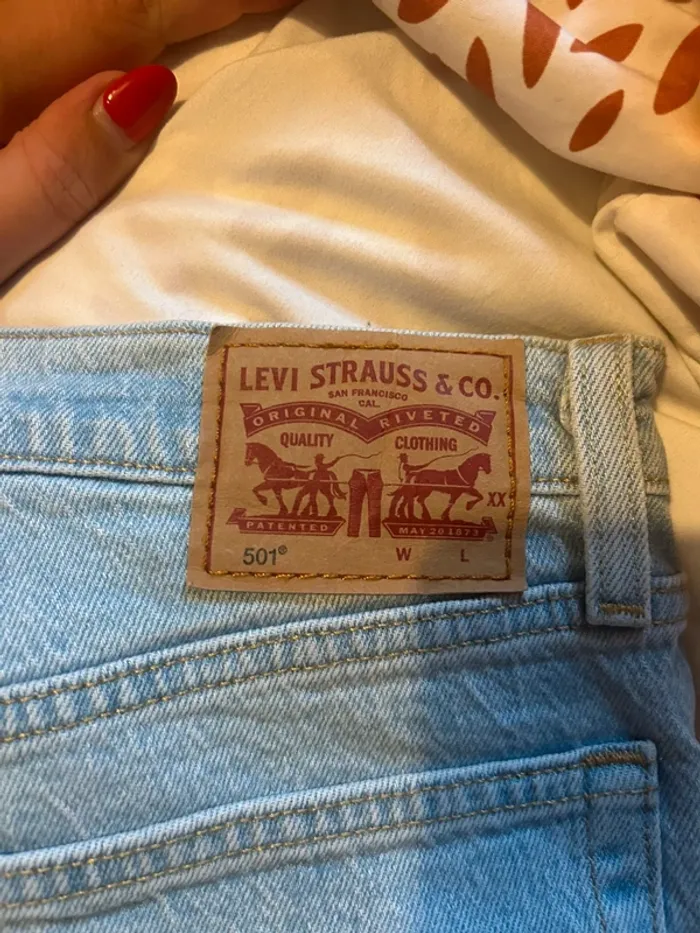 LEVI STRAUSS & CO.
SAN FRANCISCO
CAL.
ORIGINAL RIVETED
QUALITY CLOTHING
XX
PATENTED MAY 20 1873
501® W L